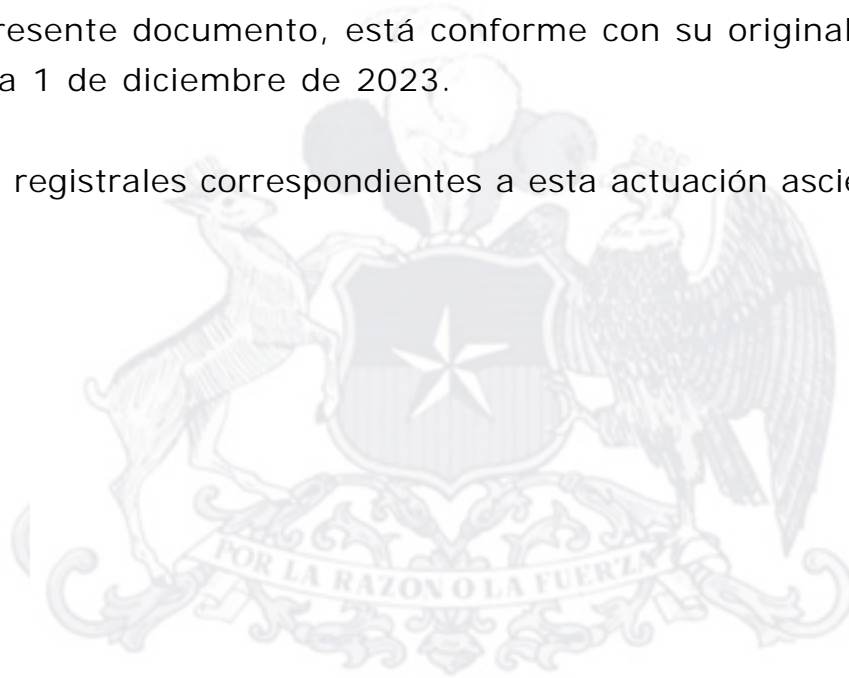 resente documento, está conforme con su original
a 1 de diciembre de 2023.
registrales correspondientes a esta actuación ascie
POR LA RAZON O LA FUERZA